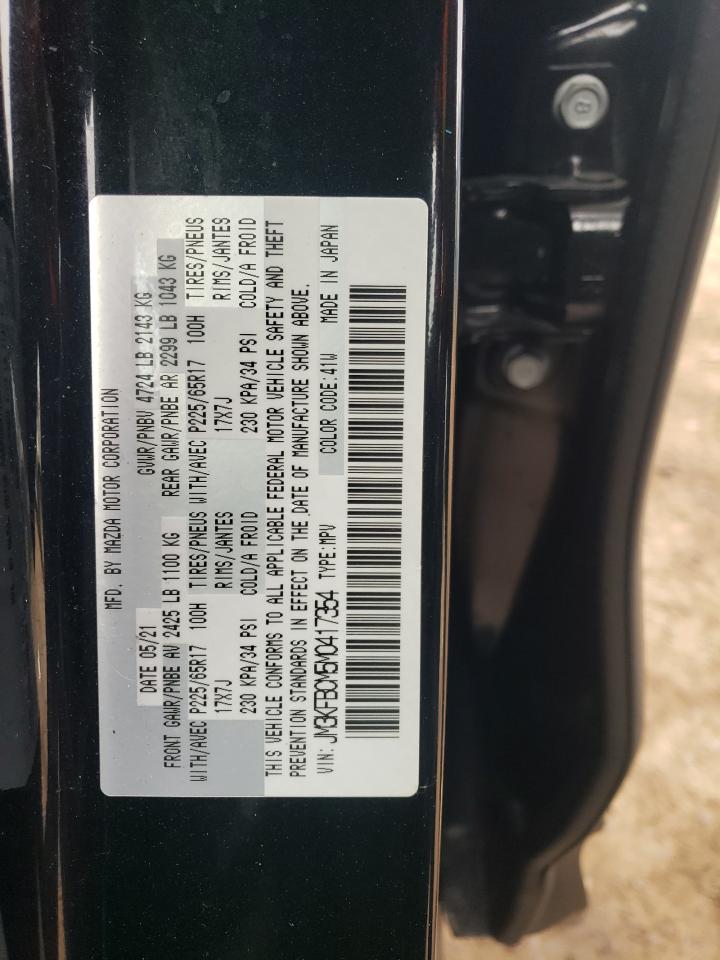 MFD. BY MAZDA MOTOR CORPORATION
DATE 05/21 GVWR/PNBV 4724 LB 2143 KG
FRONT GAWR/PNBE AV 2425 LB 1100 KG REAR GAWR/PNBE AR 2299 LB 1043 KG
WITH/AVEC P225/65R17 100H TIRES/PNEUS WITH/AVEC P225/65R17 100H TIRES/PNEUS
17X7J RIMS/JANTES 17X7J RIMS/JANTES
230 KPA/34 PSI COLD/A FROID 230 KPA/34 PSI COLD/A FROID
THIS VEHICLE CONFORMS TO ALL APPLICABLE FEDERAL MOTOR VEHICLE SAFETY AND THEFT
PREVENTION STANDARDS IN EFFECT ON THE DATE OF MANUFACTURE SHOWN ABOVE.
VIN: JM3KFBCM5M0417354 TYPE:MPV COLOR CODE:41W MADE IN JAPAN
8